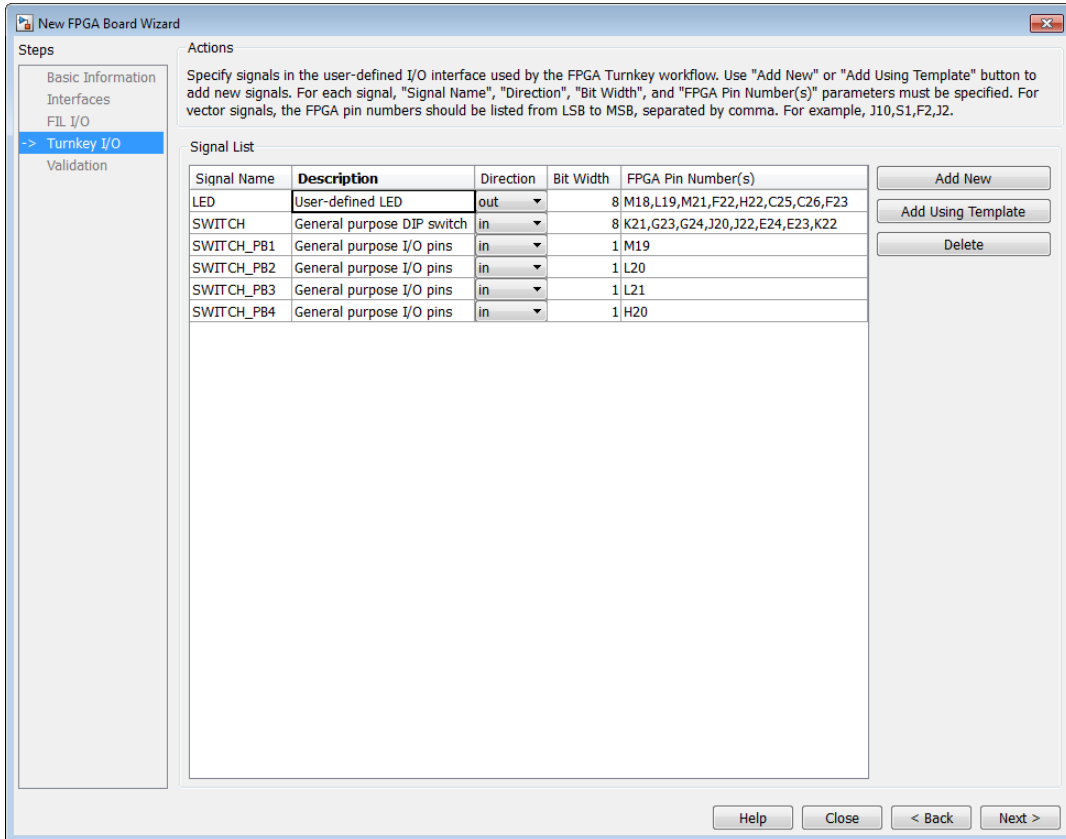 New FPGA Board Wizard
Steps
Basic Information
Interfaces
FIL I/O
-> Turnkey I/O
Validation
Actions
Specify signals in the user-defined I/O interface used by the FPGA Turnkey workflow. Use "Add New" or "Add Using Template" button to
add new signals. For each signal, "Signal Name", "Direction", "Bit Width", and "FPGA Pin Number(s)" parameters must be specified. For
vector signals, the FPGA pin numbers should be listed from LSB to MSB, separated by comma. For example, J10,S1,F2,J2.
Signal List
Signal Name Description Direction Bit Width FPGA Pin Number(s)
LED User-defined LED out 8 M18,L19,M21,F22,H22,C25,C26,F23
SWITCH General purpose DIP switch in 8 K21,G23,G24,J20,J22,E24,E23,K22
SWITCH_PB1 General purpose I/O pins in 1 M19
SWITCH_PB2 General purpose I/O pins in 1 L20
SWITCH_PB3 General purpose I/O pins in 1 L21
SWITCH_PB4 General purpose I/O pins in 1 H20
Add New
Add Using Template
Delete
Help Close < Back Next >